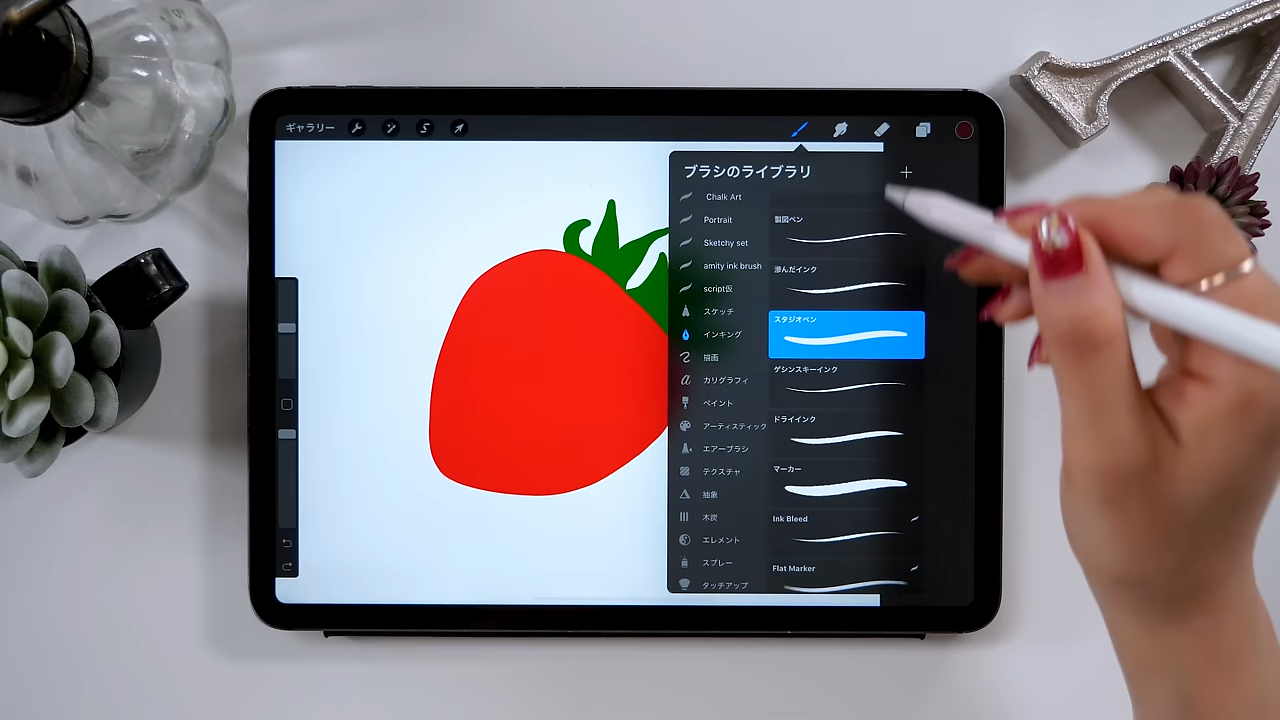 ギャラリー
ブラシのライブラリ
Chalk Art
Portrait
Sketchy set
amity ink brush
script仮
スケッチ
インキング
描画
カリグラフィ
ペイント
アーティスティック
エアーブラシ
テクスチャ
抽象
木炭
エレメント
スプレー
タッチアップ
製図ペン
滲んだインク
スタジオペン
ゲシンスキーインク
ドライインク
マーカー
Ink Bleed
Flat Marker
A